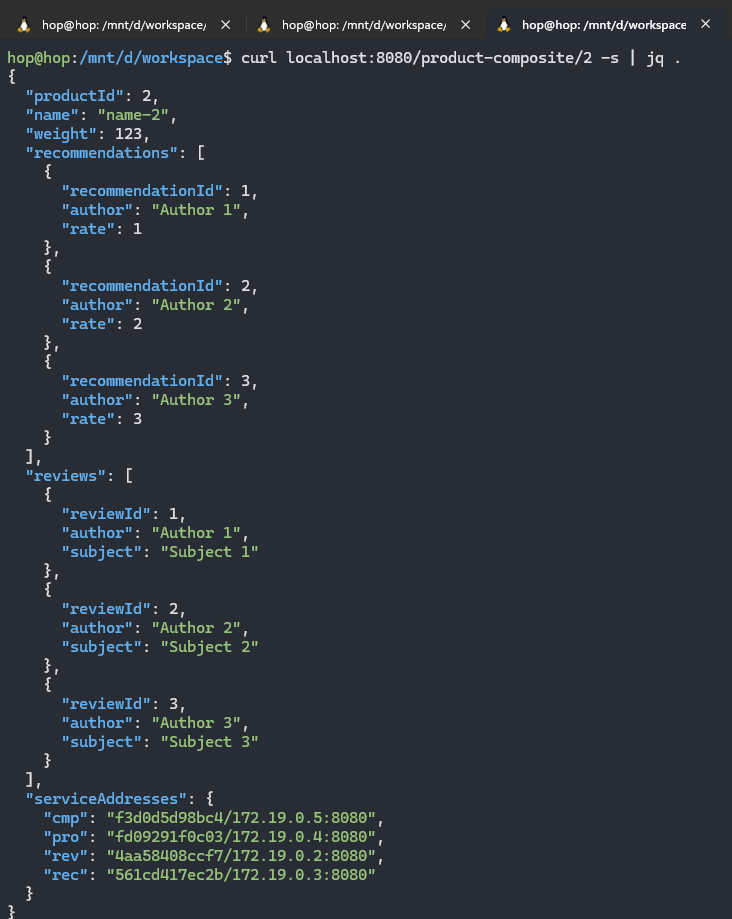 hop@hop: /mnt/d/workspace/ hop@hop: /mnt/d/workspace/ hop@hop: /mnt/d/workspace
hop@hop:/mnt/d/workspace$ curl localhost:8080/product-composite/2 -s | jq .
{
  "productId": 2,
  "name": "name-2",
  "weight": 123,
  "recommendations": [
    {
      "recommendationId": 1,
      "author": "Author 1",
      "rate": 1
    },
    {
      "recommendationId": 2,
      "author": "Author 2",
      "rate": 2
    },
    {
      "recommendationId": 3,
      "author": "Author 3",
      "rate": 3
    }
  ],
  "reviews": [
    {
      "reviewId": 1,
      "author": "Author 1",
      "subject": "Subject 1"
    },
    {
      "reviewId": 2,
      "author": "Author 2",
      "subject": "Subject 2"
    },
    {
      "reviewId": 3,
      "author": "Author 3",
      "subject": "Subject 3"
    }
  ],
  "serviceAddresses": {
    "cmp": "f3d0d5d98bc4/172.19.0.5:8080",
    "pro": "fd09291f0c03/172.19.0.4:8080",
    "rev": "4aa58408ccf7/172.19.0.2:8080",
    "rec": "561cd417ec2b/172.19.0.3:8080"
  }
}